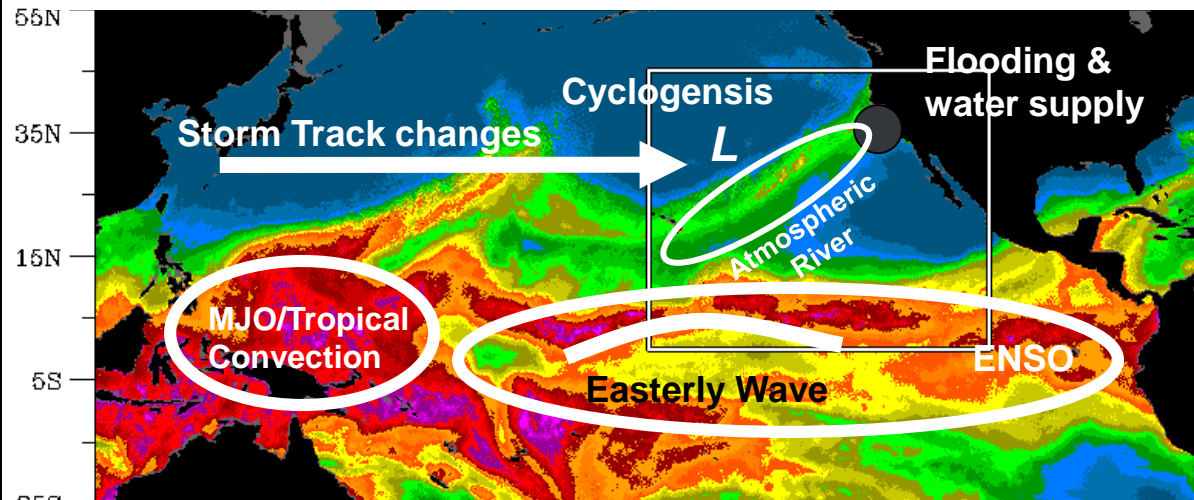 55N
Flooding &
water supply
Cyclogensis
Storm Track changes
35N
L
Atmospheric
River
15N
MJO/Tropical
Convection
ENSO
5S
Easterly Wave